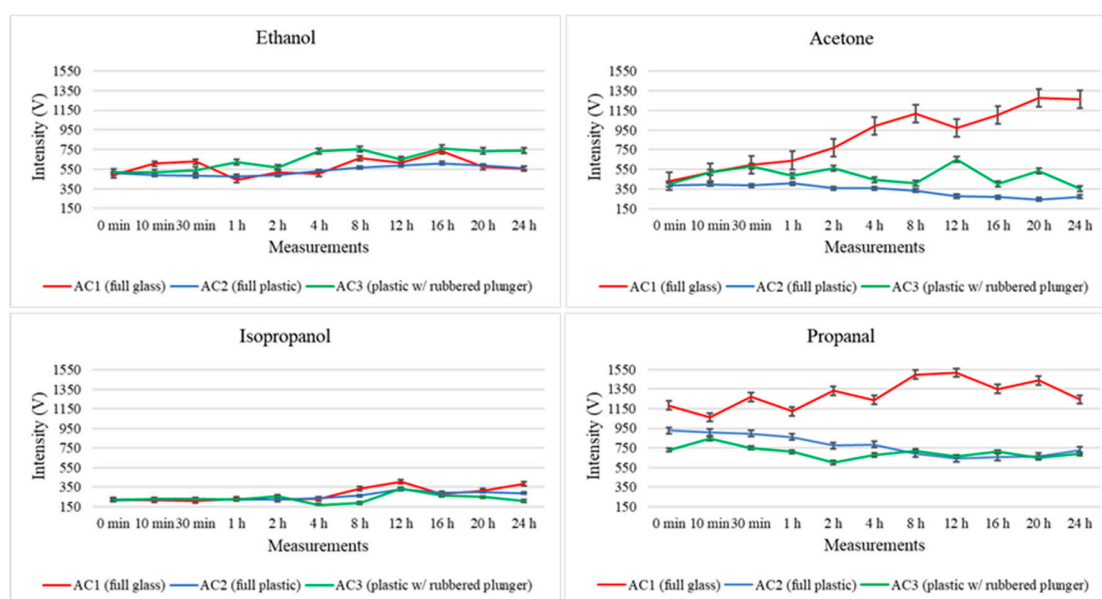 Ethanol
Intensity (V)
1550
1350
1150
950
750
550
350
150
0 min 10 min 30 min 1 h 2 h 4 h 8 h 12 h 16 h 20 h 24 h
Measurements
AC1 (full glass) AC2 (full plastic) AC3 (plastic w/ rubbered plunger)
Acetone
Intensity (V)
1550
1350
1150
950
750
550
350
150
0 min 10 min 30 min 1 h 2 h 4 h 8 h 12 h 16 h 20 h 24 h
Measurements
AC1 (full glass) AC2 (full plastic) AC3 (plastic w/ rubbered plunger)
Isopropanol
Intensity (V)
1550
1350
1150
950
750
550
350
150
0 min 10 min 30 min 1 h 2 h 4 h 8 h 12 h 16 h 20 h 24 h
Measurements
AC1 (full glass) AC2 (full plastic) AC3 (plastic w/ rubbered plunger)
Propanal
Intensity (V)
1550
1350
1150
950
750
550
350
150
0 min 10 min 30 min 1 h 2 h 4 h 8 h 12 h 16 h 20 h 24 h
Measurements
AC1 (full glass) AC2 (full plastic) AC3 (plastic w/ rubbered plunger)